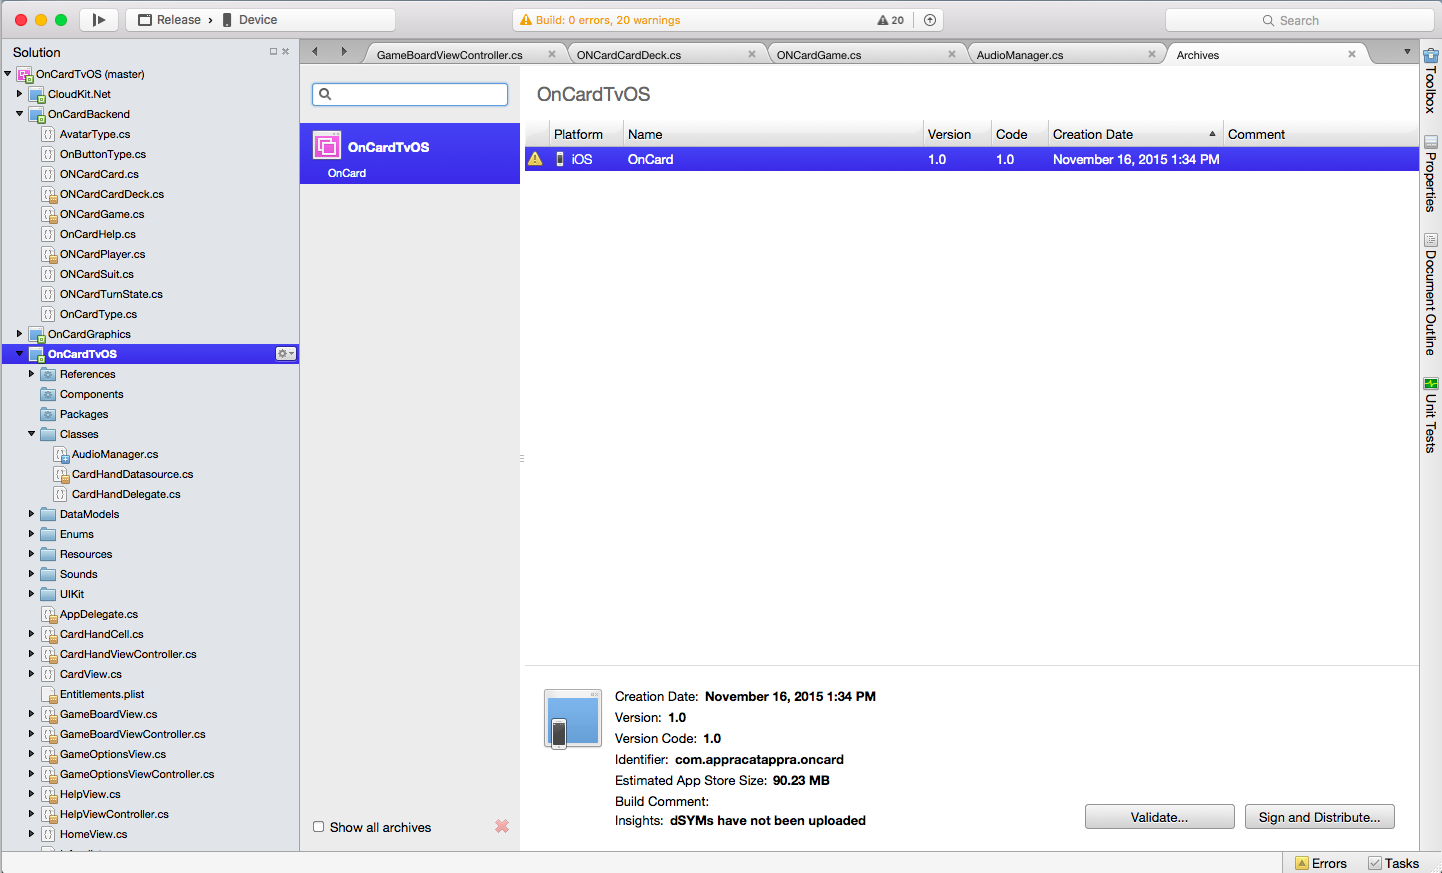 Release
Device
Build: 0 errors, 20 warnings
20
Search
Solution
GameBoardViewController.cs
ONCardCardDeck.cs
ONCardGame.cs
AudioManager.cs
Archives
OnCardTvOS (master)
CloudKit.Net
OnCardBackend
AvatarType.cs
OnButtonType.cs
ONCardCard.cs
ONCardCardDeck.cs
ONCardGame.cs
OnCardHelp.cs
ONCardPlayer.cs
ONCardSuit.cs
ONCardTurnState.cs
OnCardType.cs
OnCardGraphics
OnCardTvOS
References
Components
Packages
Classes
AudioManager.cs
CardHandDatasource.cs
CardHandDelegate.cs
DataModels
Enums
Resources
Sounds
UIKit
AppDelegate.cs
CardHandCell.cs
CardHandViewController.cs
CardView.cs
Entitlements.plist
GameBoardView.cs
GameBoardViewController.cs
GameOptionsView.cs
GameOptionsViewController.cs
HelpView.cs
HelpViewController.cs
HomeView.cs
OnCardTvOS
OnCard
Show all archives
OnCardTvOS
Platform Name Version Code Creation Date Comment
iOS OnCard 1.0 1.0 November 16, 2015 1:34 PM
Creation Date: November 16, 2015 1:34 PM
Version: 1.0
Version Code: 1.0
Identifier: com.appracatappra.oncard
Estimated App Store Size: 90.23 MB
Build Comment:
Insights: dSYMs have not been uploaded
Validate...
Sign and Distribute...
Toolbox
Properties
Document Outline
Unit Tests
Errors
Tasks